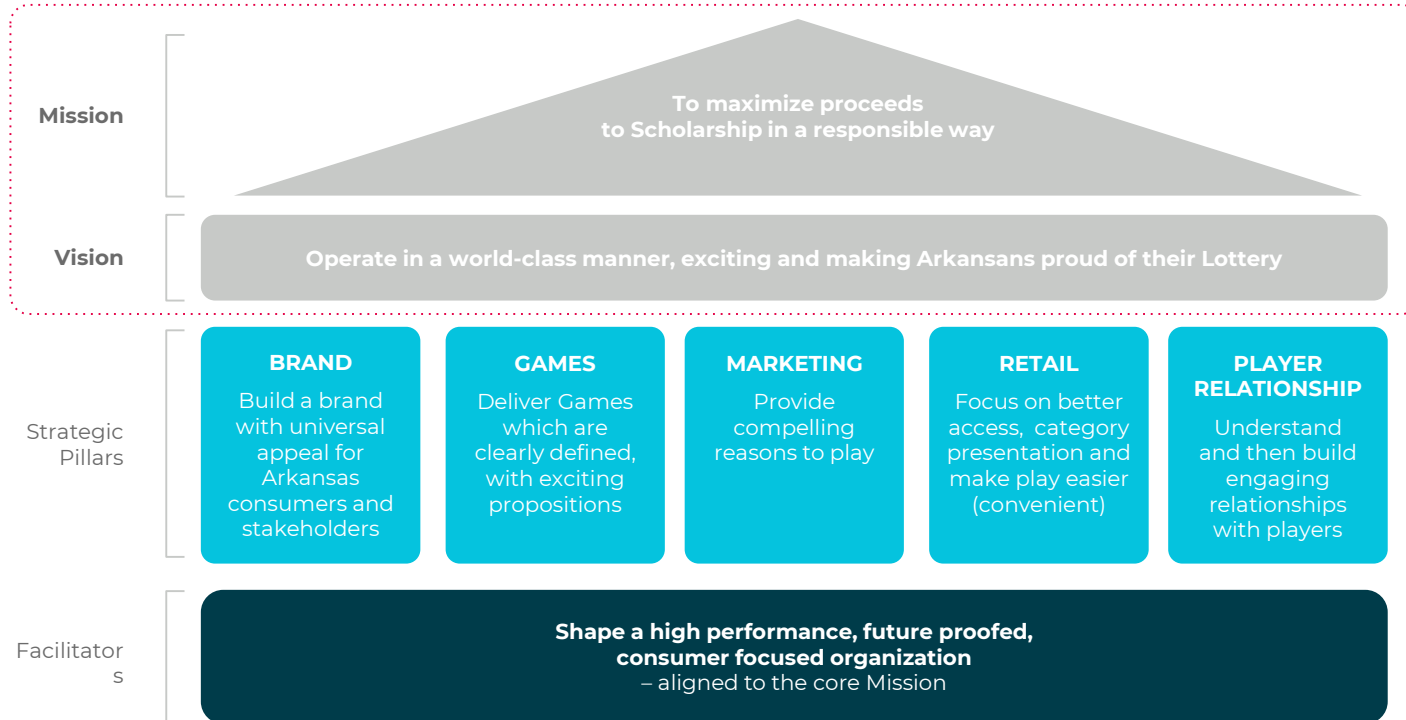 Mission
To maximize proceeds
to Scholarship in a responsible way
Vision
Operate in a world-class manner, exciting and making Arkansans proud of their Lottery
Strategic
Pillars
BRAND
Build a brand
with universal
appeal for
Arkansas
consumers and
stakeholders
GAMES
Deliver Games
which are
clearly defined,
with exciting
propositions
MARKETING
Provide
compelling
reasons to play
RETAIL
Focus on better
access, category
presentation and
make play easier
(convenient)
PLAYER
RELATIONSHIP
Understand
and then build
engaging
relationships
with players
Facilitator
s
Shape a high performance, future proofed,
consumer focused organization
– aligned to the core Mission